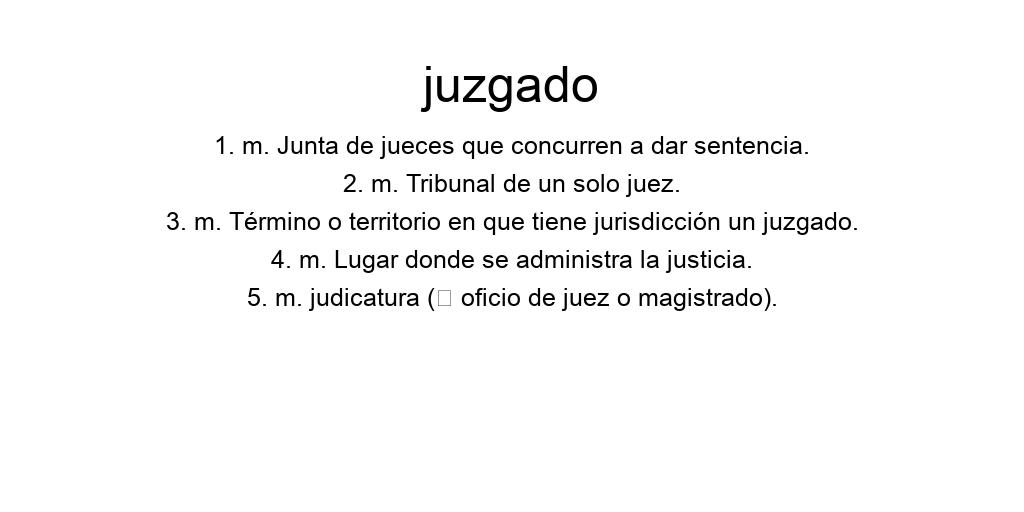 juzgado
1. m. Junta de jueces que concurren a dar sentencia.
2. m. Tribunal de un solo juez.
3. m. Término o territorio en que tiene jurisdicción un juzgado.
4. m. Lugar donde se administra la justicia.
5. m. judicatura (□ oficio de juez o magistrado).